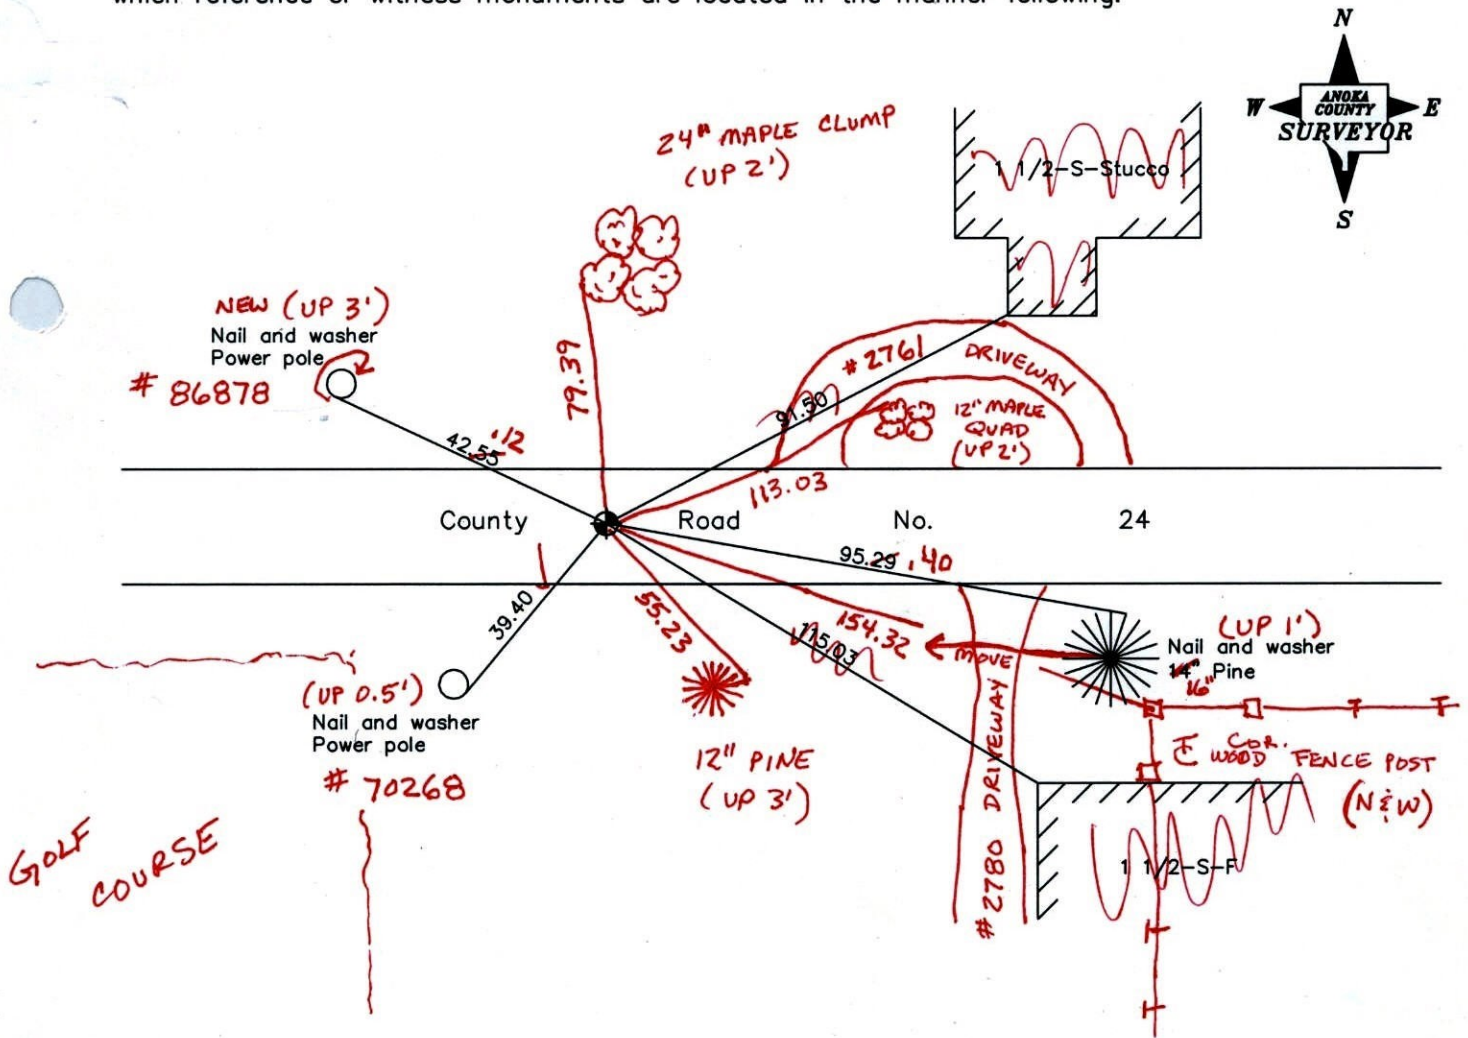 which reference or witness monuments are located in the manner following:
N
W
ANOKA
COUNTY
E
SURVEYOR
S
24" MAPLE CLUMP
(UP 2')
1 1/2-S-Stucco
NEW (UP 3')
Nail and washer
Power pole
# 86878
79.39
# 2761
DRIVEWAY
91.50
12" MAPLE
QUAD
(UP 2')
42.55 .12
113.03
County Road No. 24
95.29 .40
39.40
55.23
154.32
115.03
MOVE
(UP 1')
Nail and washer
14" Pine
16"
(UP 0.5')
Nail and washer
Power pole
# 70268
12" PINE
(UP 3')
#2780 DRIVEWAY
COR.
WOOD FENCE POST
(N & W)
GOLF
COURSE
1 1/2-S-F